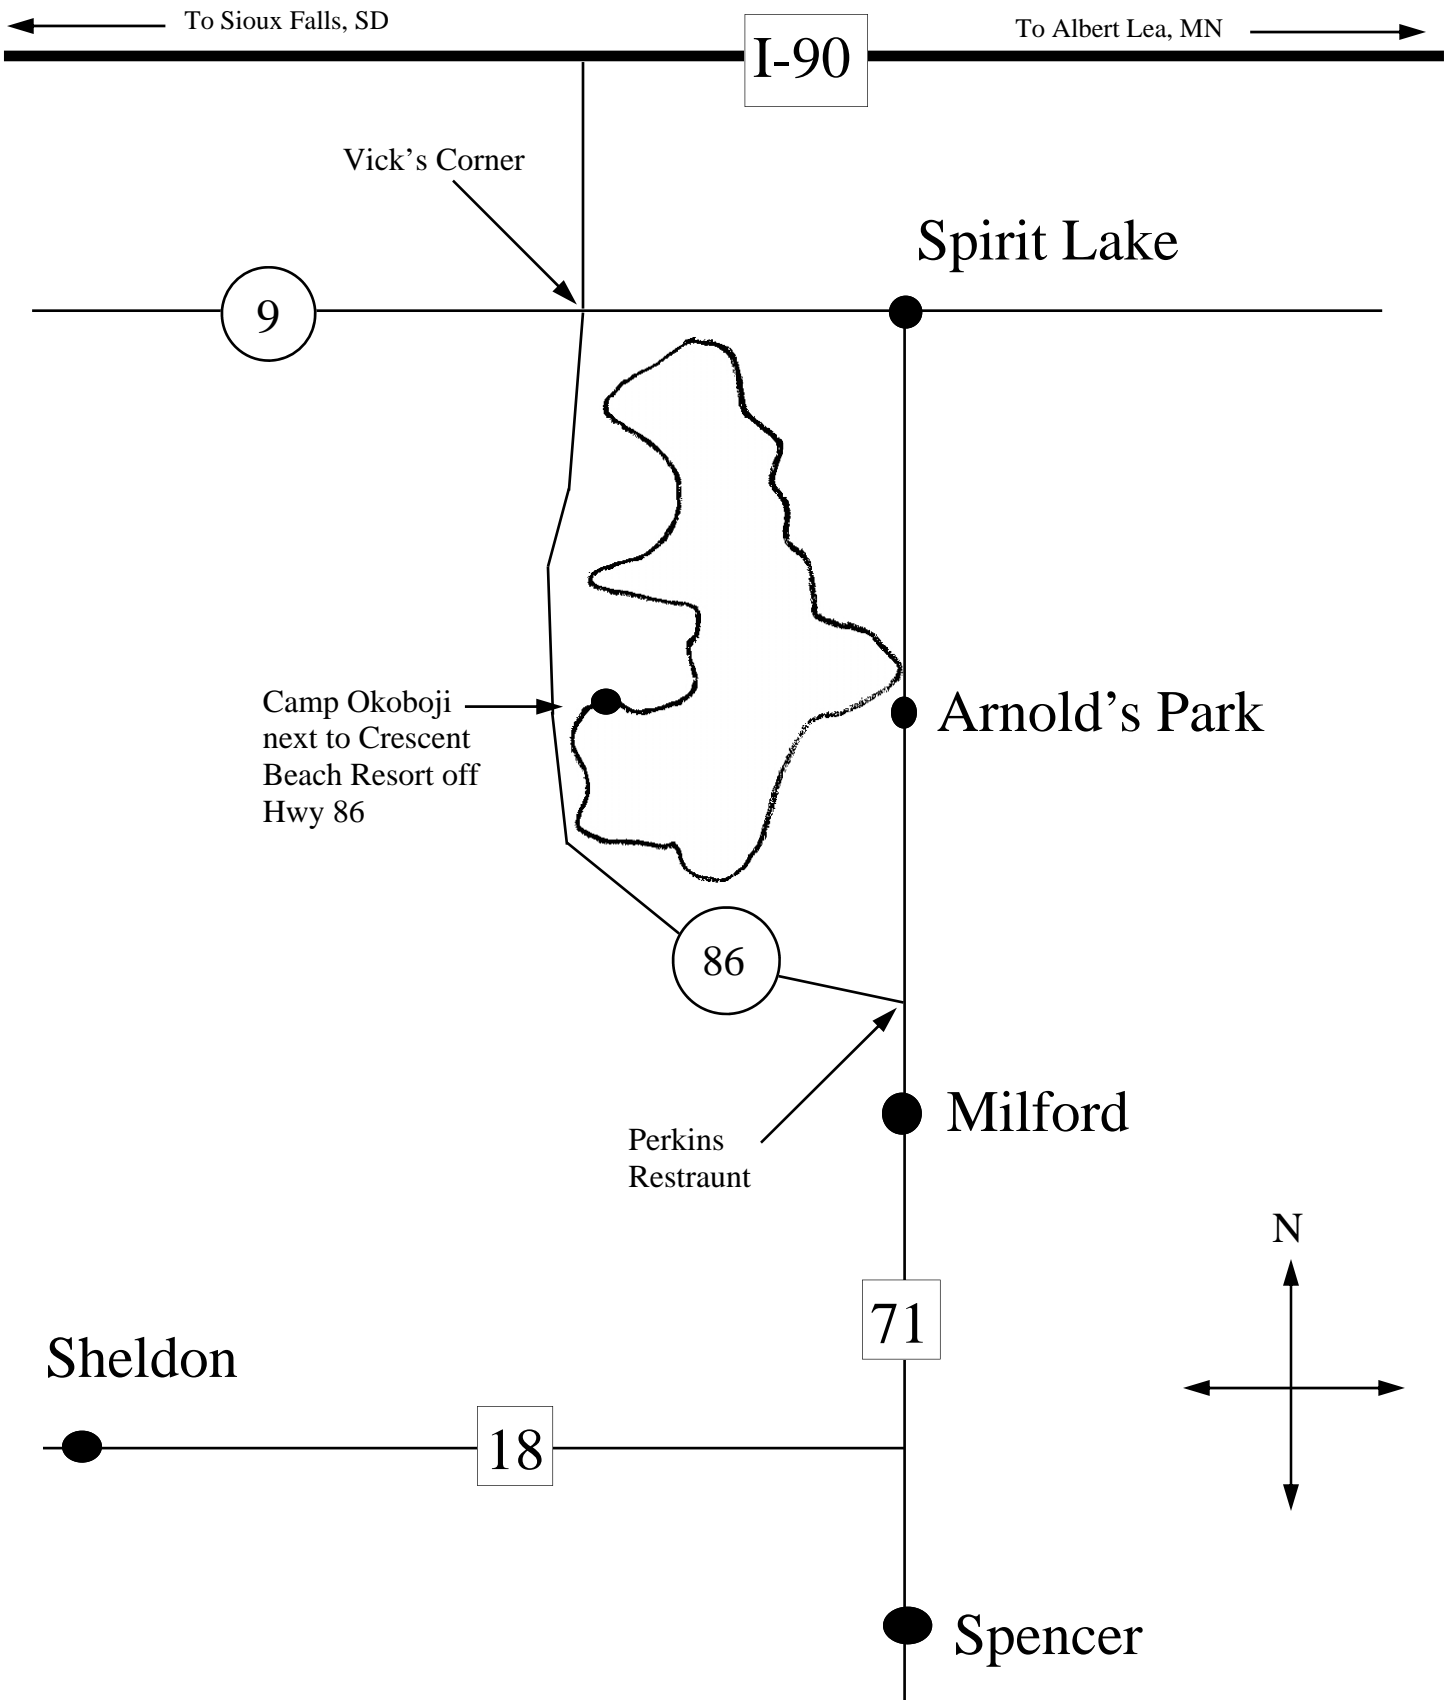 To Sioux Falls, SD
To Albert Lea, MN
I-90
Vick's Corner
Spirit Lake
9
Camp Okoboji
next to Crescent
Beach Resort off
Hwy 86
Arnold's Park
86
Milford
Perkins
Restraunt
N
71
Sheldon
18
Spencer